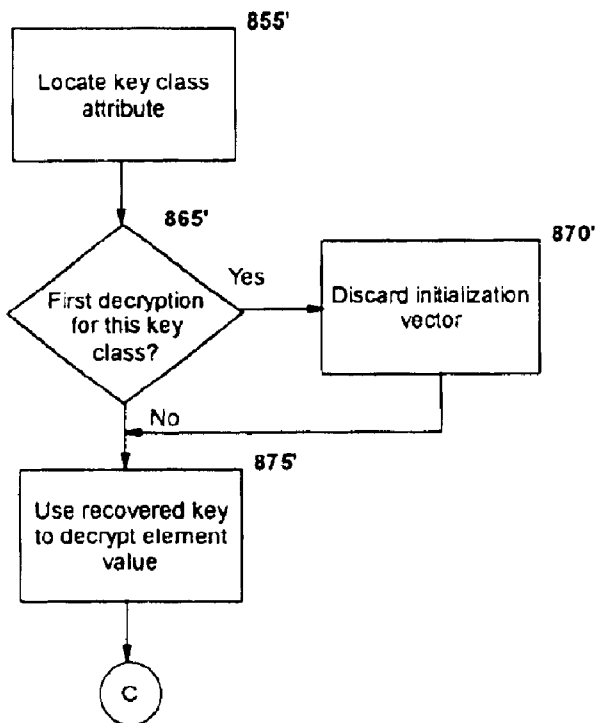 855'
Locate key class
attribute
865'
First decryption
for this key
class?
Yes
870'
Discard initialization
vector
No
875'
Use recovered key
to decrypt element
value
C